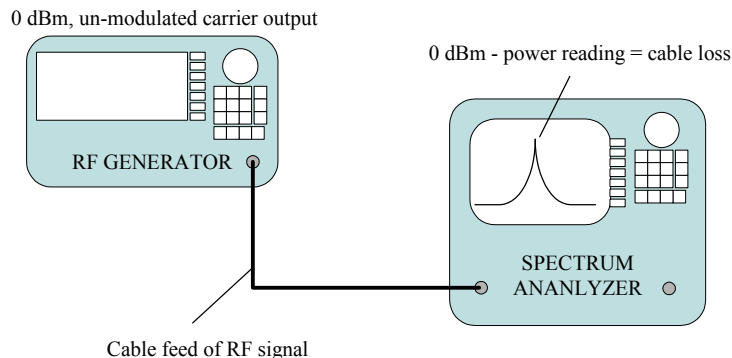 0 dBm, un-modulated carrier output
0 dBm - power reading = cable loss
RF GENERATOR
SPECTRUM
ANANLYZER
Cable feed of RF signal